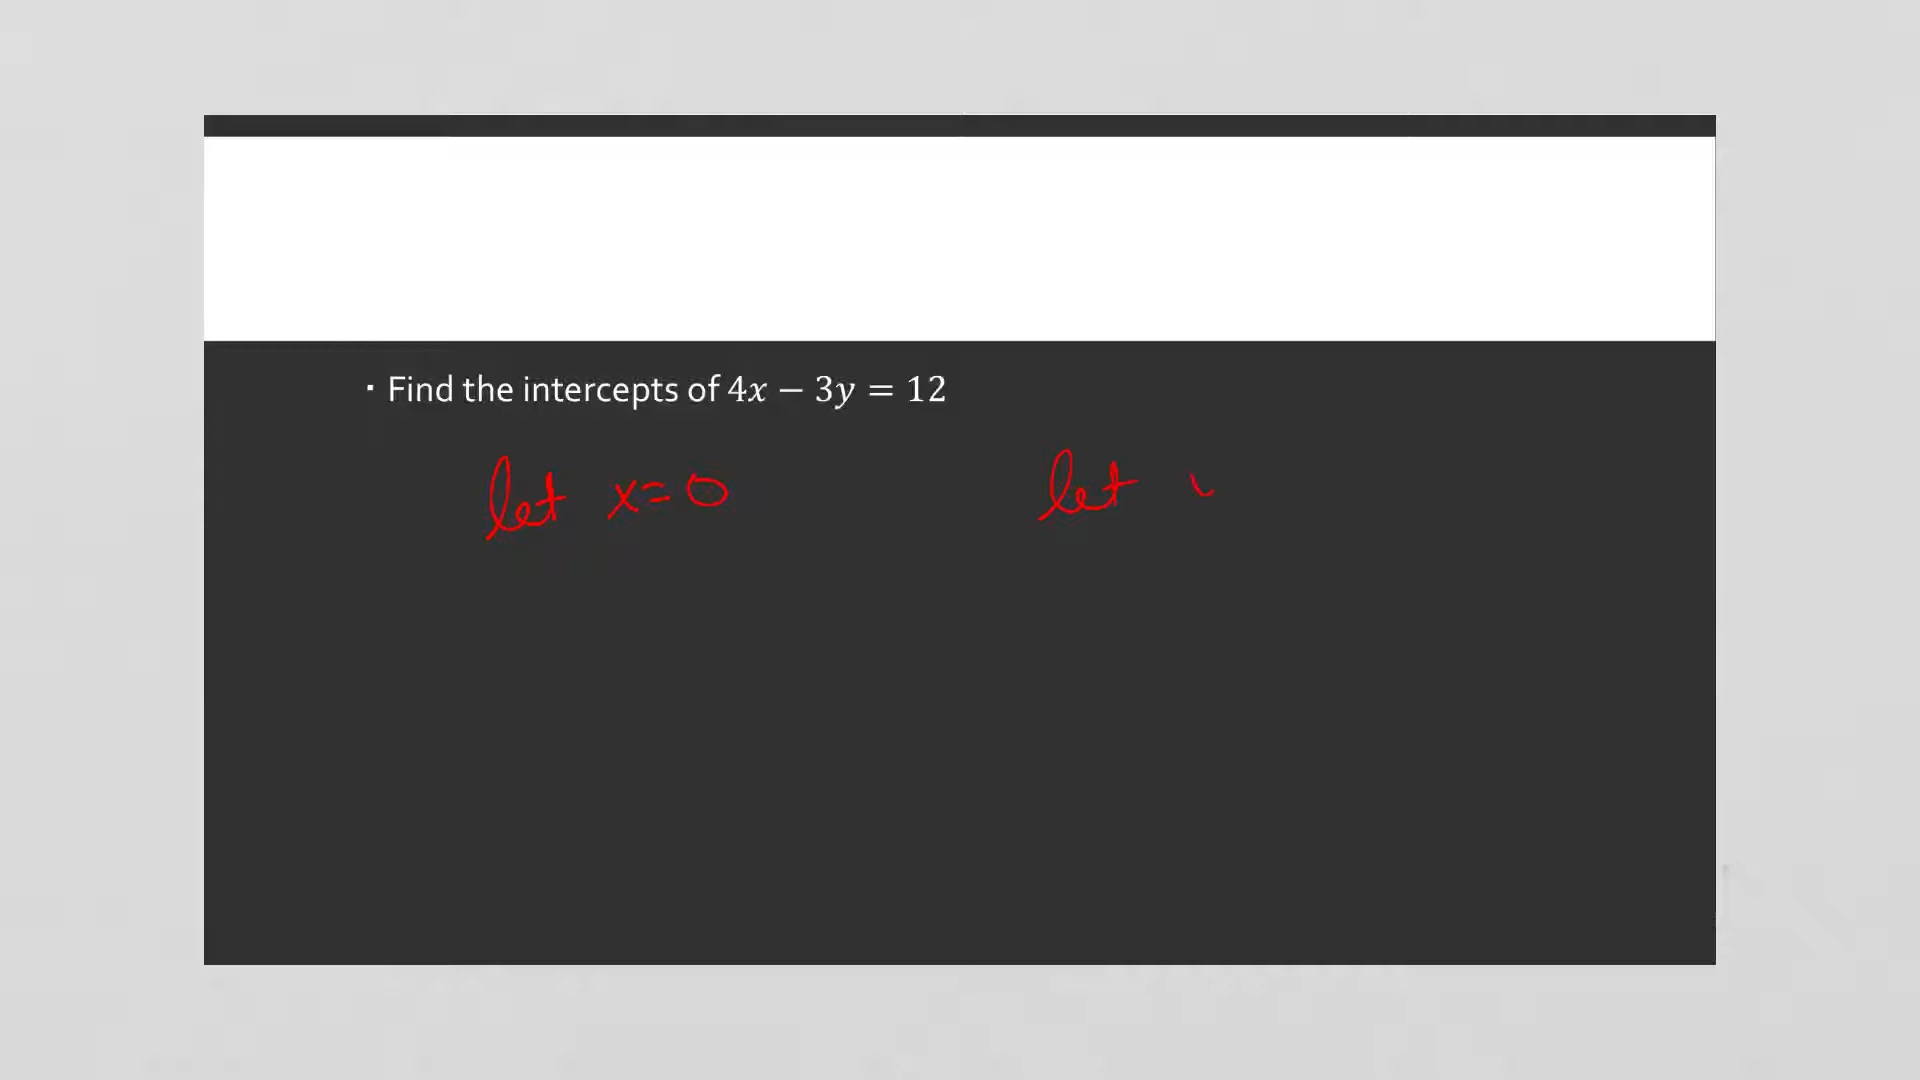 ▪ Find the intercepts of 4x − 3y = 12
let x=0 let